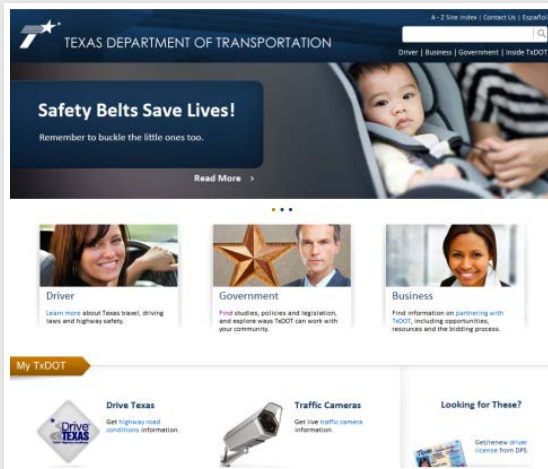 A - Z Site Index | Contact Us | Español
TEXAS DEPARTMENT OF TRANSPORTATION
Driver | Business | Government | Inside TxDOT
Safety Belts Save Lives!
Remember to buckle the little ones too.
Read More ›
Driver
Learn more about Texas travel, driving
laws and highway safety.
Government
Find studies, policies and legislation,
and explore ways TxDOT can work with
your community.
Business
Find information on partnering with
TxDOT, including opportunities,
resources and the bidding process.
My TxDOT
Drive
TEXAS
Drive Texas
Get highway road
conditions information.
Traffic Cameras
Get live traffic camera
information.
Looking for These?
Texas
Get/renew driver
license from DPS.